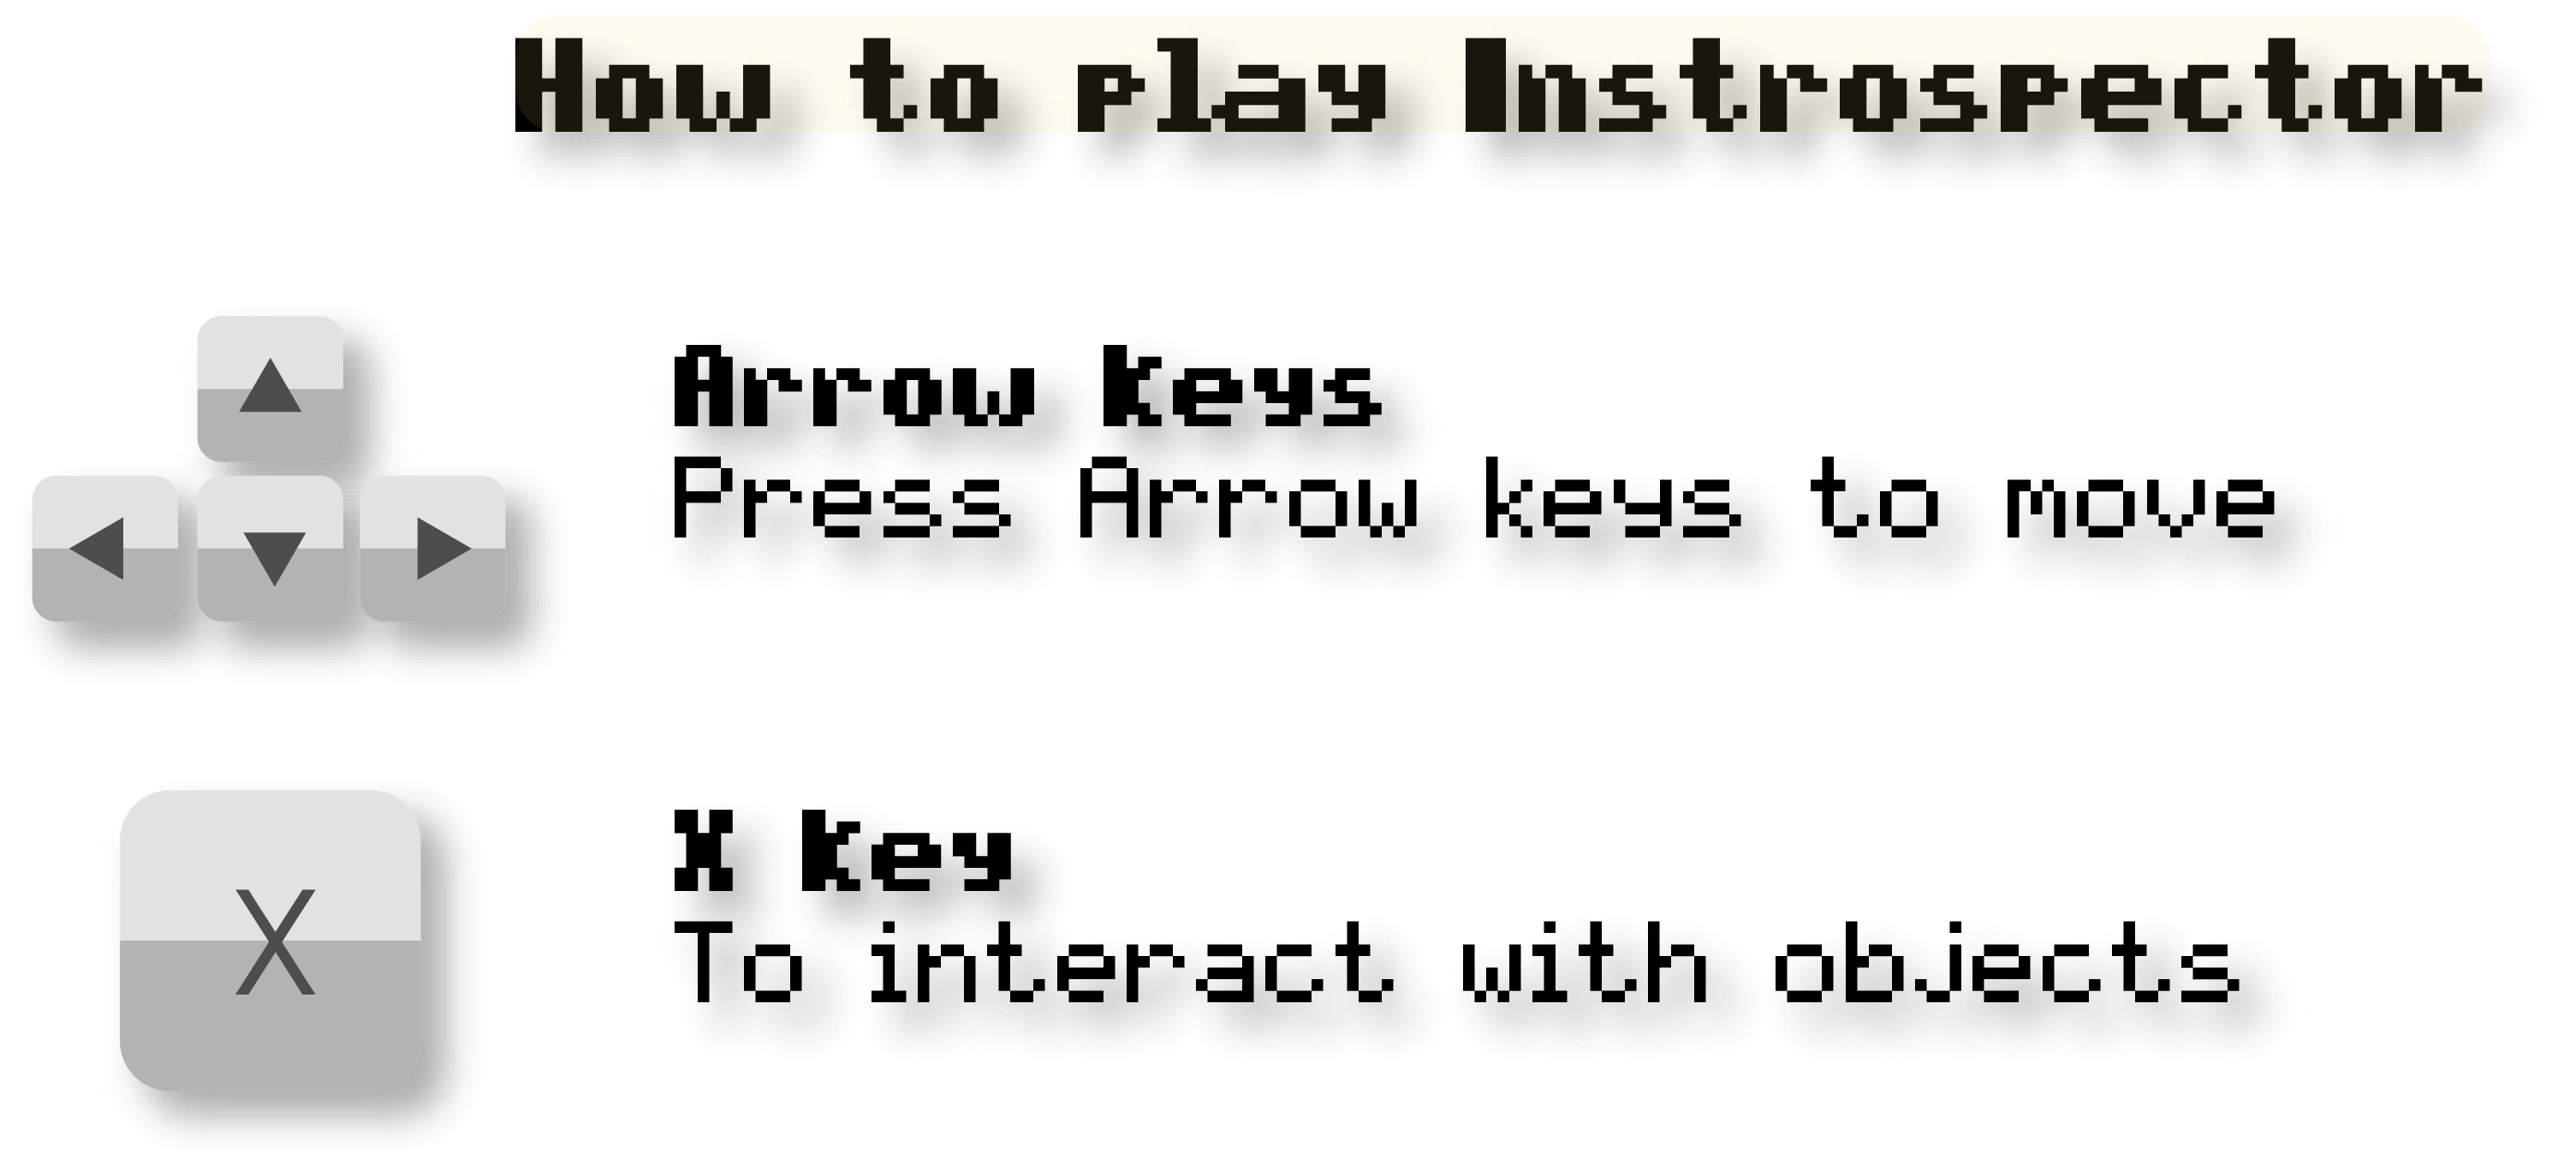 How to play Instrospector
Arrow keys
Press Arrow keys to move
X key
X
To interact with objects